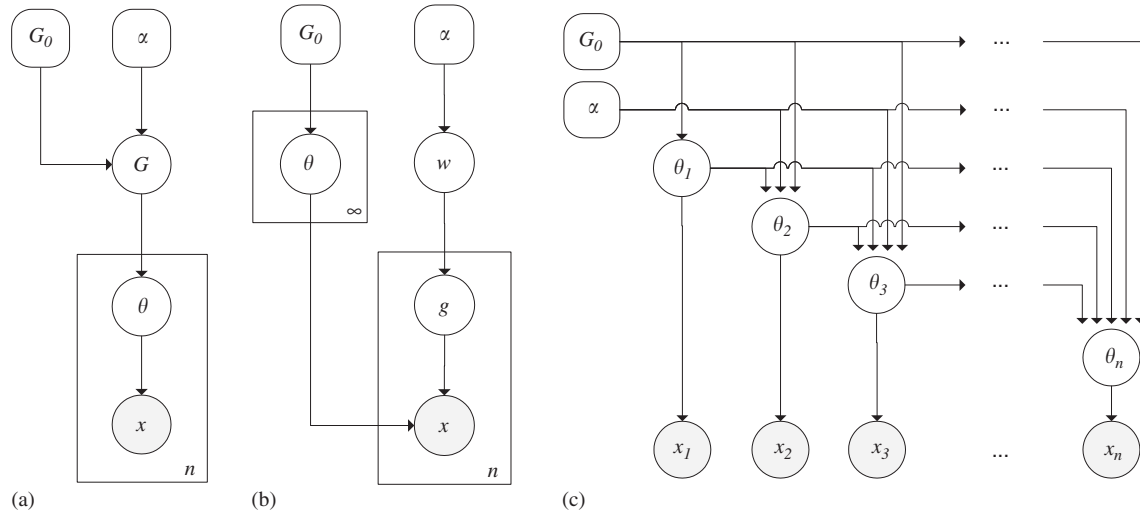 G₀ α
G
θ
x
n
(a)
G₀ α
θ w
∞
g
x
n
(b)
G₀ ...
α ...
θ₁ ...
θ₂ ...
θ₃ ...
θₙ
x₁ x₂ x₃ ... xₙ
(c)